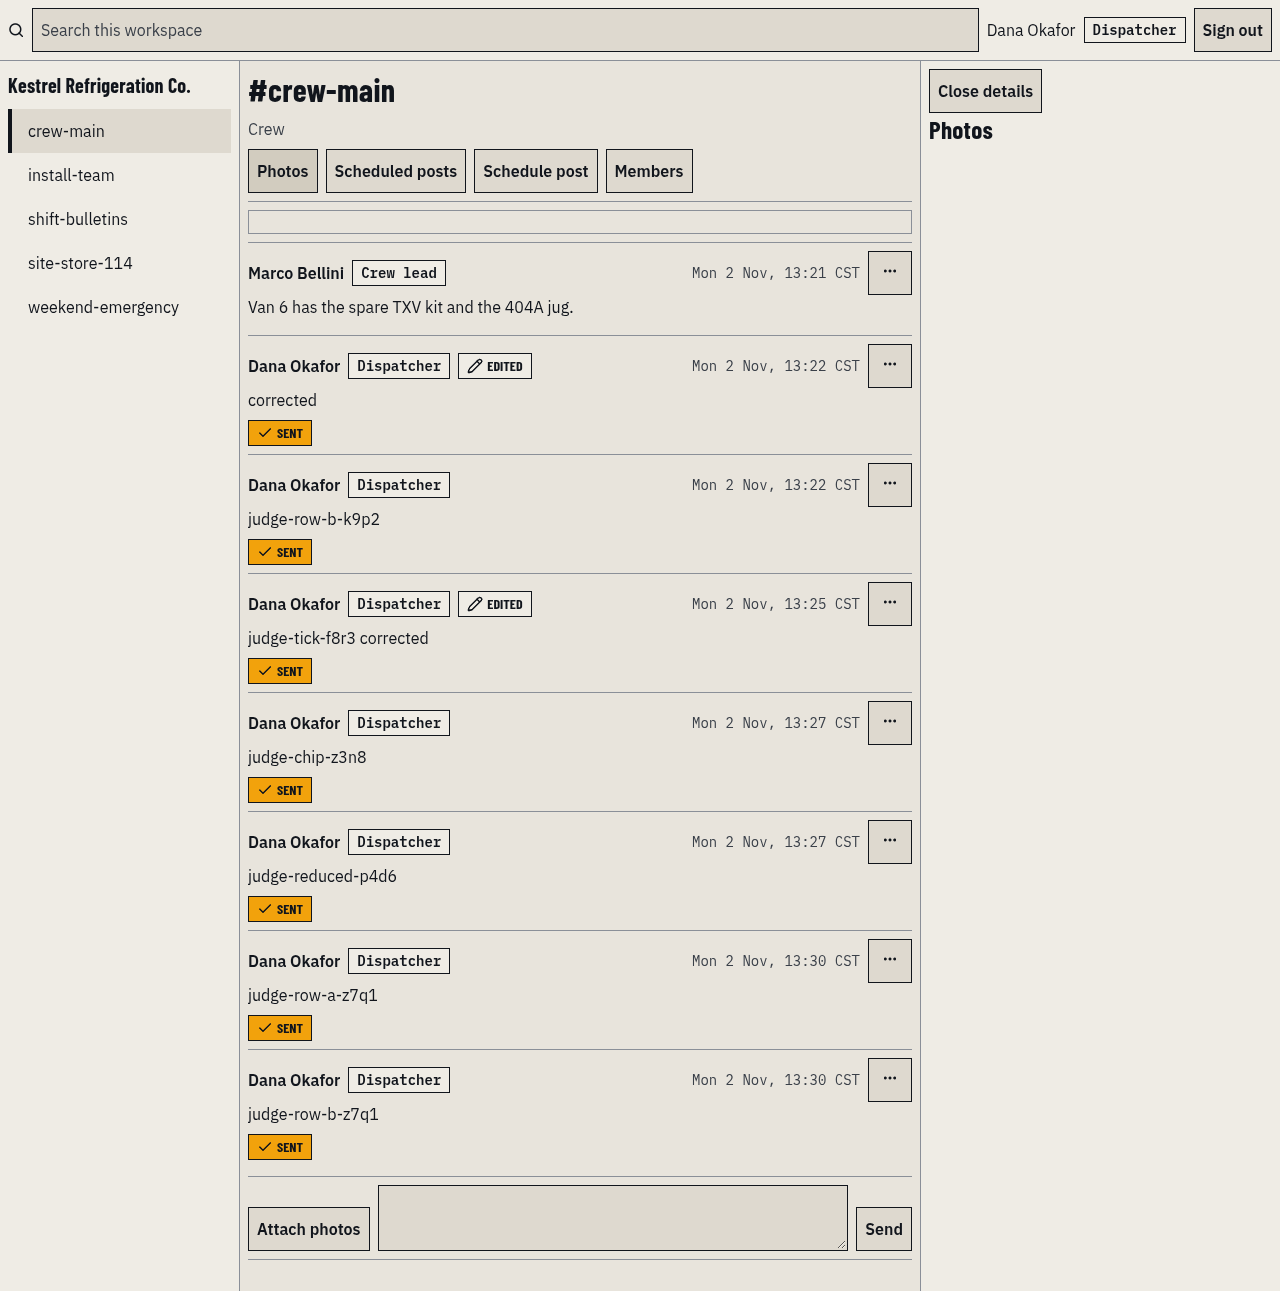 Search this workspace
Dana Okafor Dispatcher Sign out
Kestrel Refrigeration Co.
crew-main
install-team
shift-bulletins
site-store-114
weekend-emergency
#crew-main
Crew
Photos Scheduled posts Schedule post Members
Marco Bellini Crew lead Mon 2 Nov, 13:21 CST ...
Van 6 has the spare TXV kit and the 404A jug.
Dana Okafor Dispatcher EDITED Mon 2 Nov, 13:22 CST ...
corrected
SENT
Dana Okafor Dispatcher Mon 2 Nov, 13:22 CST ...
judge-row-b-k9p2
SENT
Dana Okafor Dispatcher EDITED Mon 2 Nov, 13:25 CST ...
judge-tick-f8r3 corrected
SENT
Dana Okafor Dispatcher Mon 2 Nov, 13:27 CST ...
judge-chip-z3n8
SENT
Dana Okafor Dispatcher Mon 2 Nov, 13:27 CST ...
judge-reduced-p4d6
SENT
Dana Okafor Dispatcher Mon 2 Nov, 13:30 CST ...
judge-row-a-z7q1
SENT
Dana Okafor Dispatcher Mon 2 Nov, 13:30 CST ...
judge-row-b-z7q1
SENT
Attach photos Send
Close details
Photos